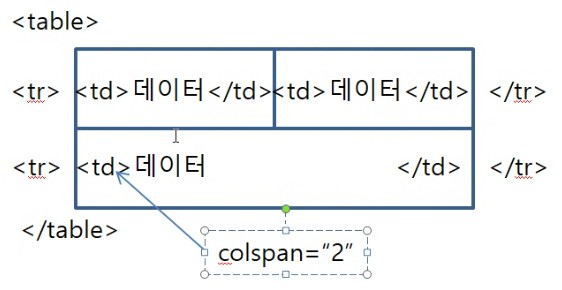 <table>
<tr> <td>데이터</td><td>데이터</td> </tr>
<tr> <td>데이터 </td> </tr>
</table>
colspan=“2”